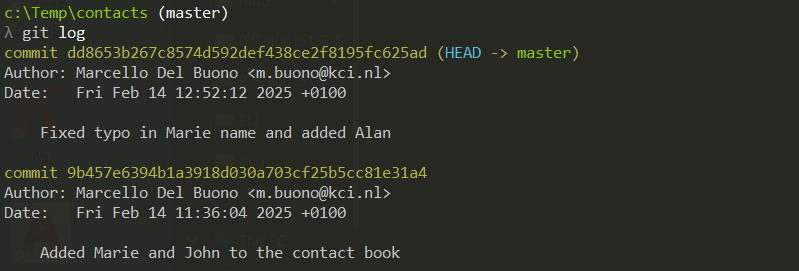 c:\Temp\contacts (master)
λ git log
commit dd8653b267c8574d592def438ce2f8195fc625ad (HEAD -> master)
Author: Marcello Del Buono <m.buono@kci.nl>
Date:   Fri Feb 14 12:52:12 2025 +0100
Fixed typo in Marie name and added Alan
commit 9b457e6394b1a3918d030a703cf25b5cc81e31a4
Author: Marcello Del Buono <m.buono@kci.nl>
Date:   Fri Feb 14 11:36:04 2025 +0100
Added Marie and John to the contact book